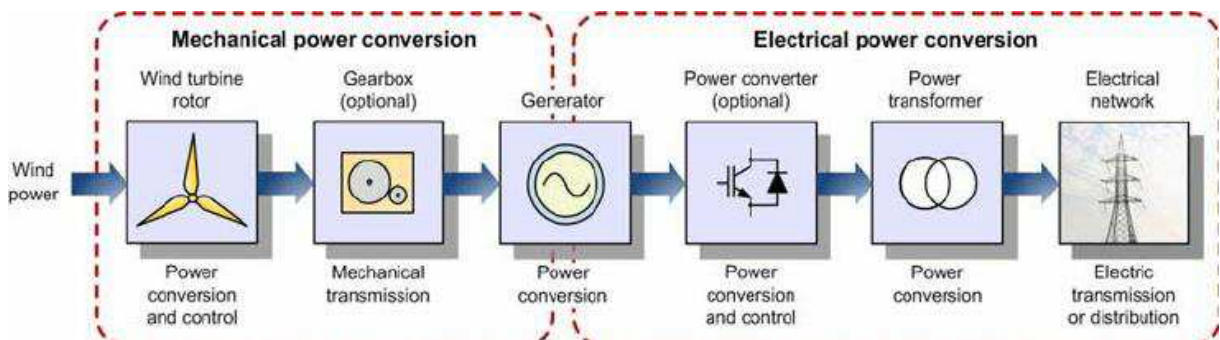 Mechanical power conversion
Electrical power conversion
Wind turbine
rotor
Gearbox
(optional)
Generator
Power converter
(optional)
Power
transformer
Electrical
network
Wind
power
Power
conversion
and control
Mechanical
transmission
Power
conversion
Power
conversion
and control
Power
conversion
Electric
transmission
or distribution